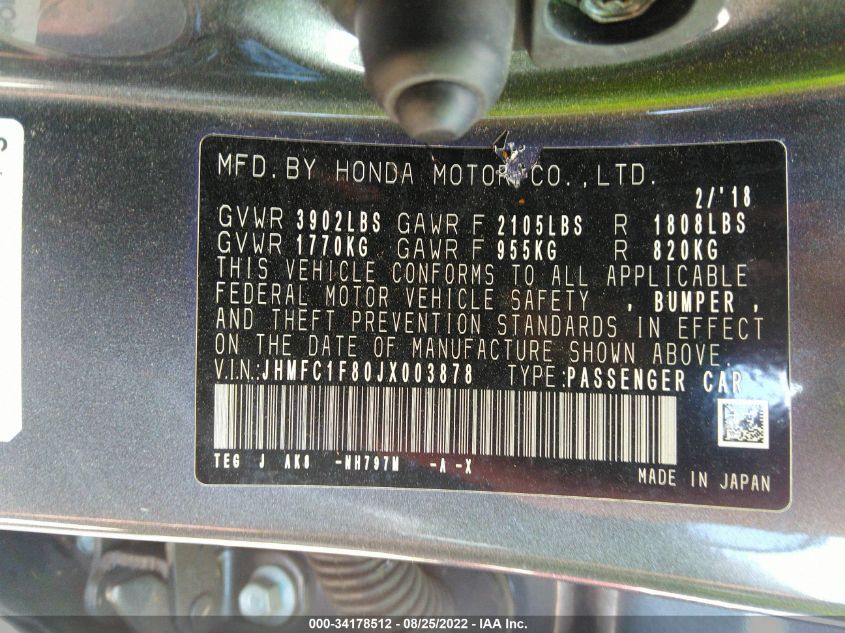 MFD. BY HONDA MOTOR CO., LTD.
2/'18
GVWR 3902LBS GAWR F 2105LBS R 1808LBS
GVWR 1770KG GAWR F 955KG R 820KG
THIS VEHICLE CONFORMS TO ALL APPLICABLE
FEDERAL MOTOR VEHICLE SAFETY , BUMPER ,
AND THEFT PREVENTION STANDARDS IN EFFECT
ON THE DATE OF MANUFACTURE SHOWN ABOVE.
V.I.N.:JHMFC1F80JX003878 TYPE:PASSENGER CAR
TEG J AK8 -NH797M -A -X
MADE IN JAPAN
000-34178512 - 08/25/2022 - IAA Inc.